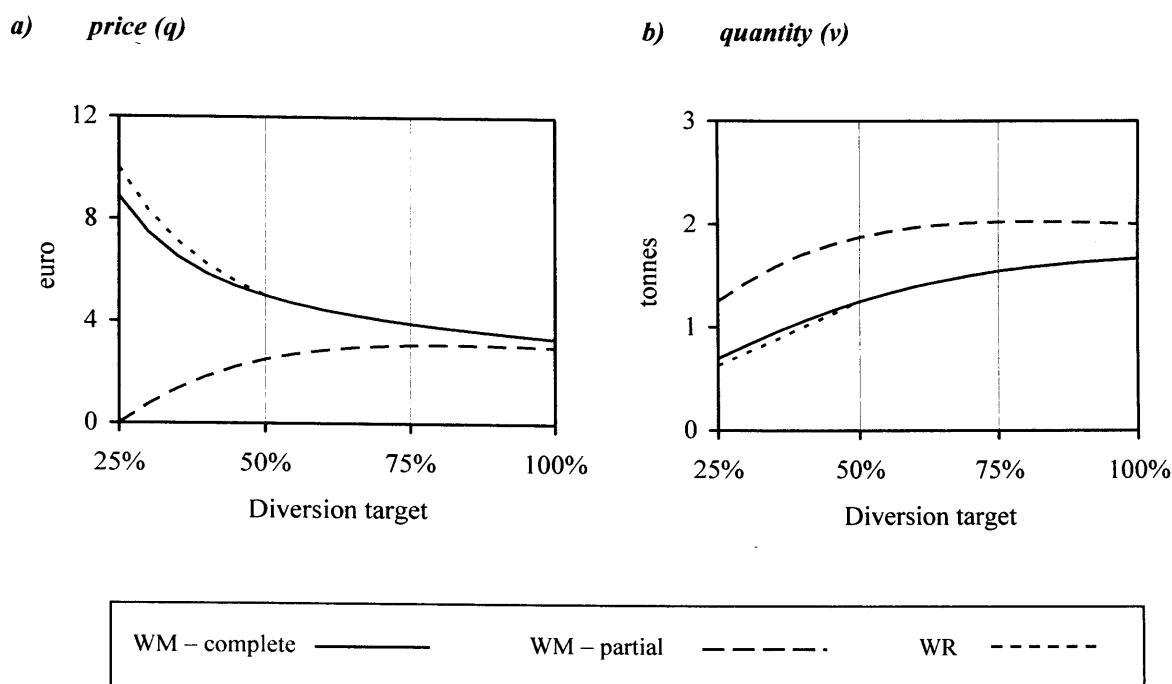 a) price (q)
b) quantity (v)
12
8
4
0
euro
25% 50% 75% 100%
Diversion target
3
2
1
0
tonnes
25% 50% 75% 100%
Diversion target
WM – complete
WM – partial
WR